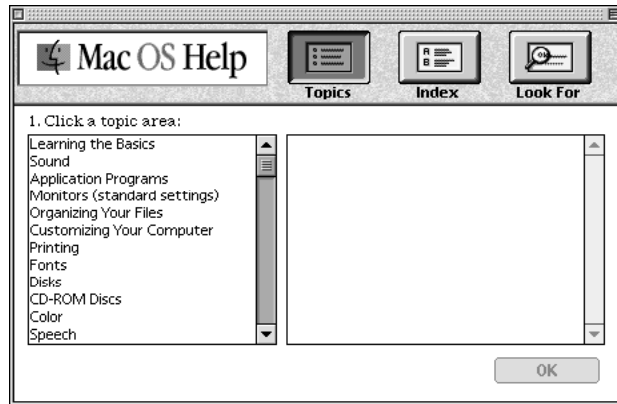 Mac OS Help
Topics
Index
Look For
1. Click a topic area:
Learning the Basics
Sound
Application Programs
Monitors (standard settings)
Organizing Your Files
Customizing Your Computer
Printing
Fonts
Disks
CD-ROM Discs
Color
Speech
OK